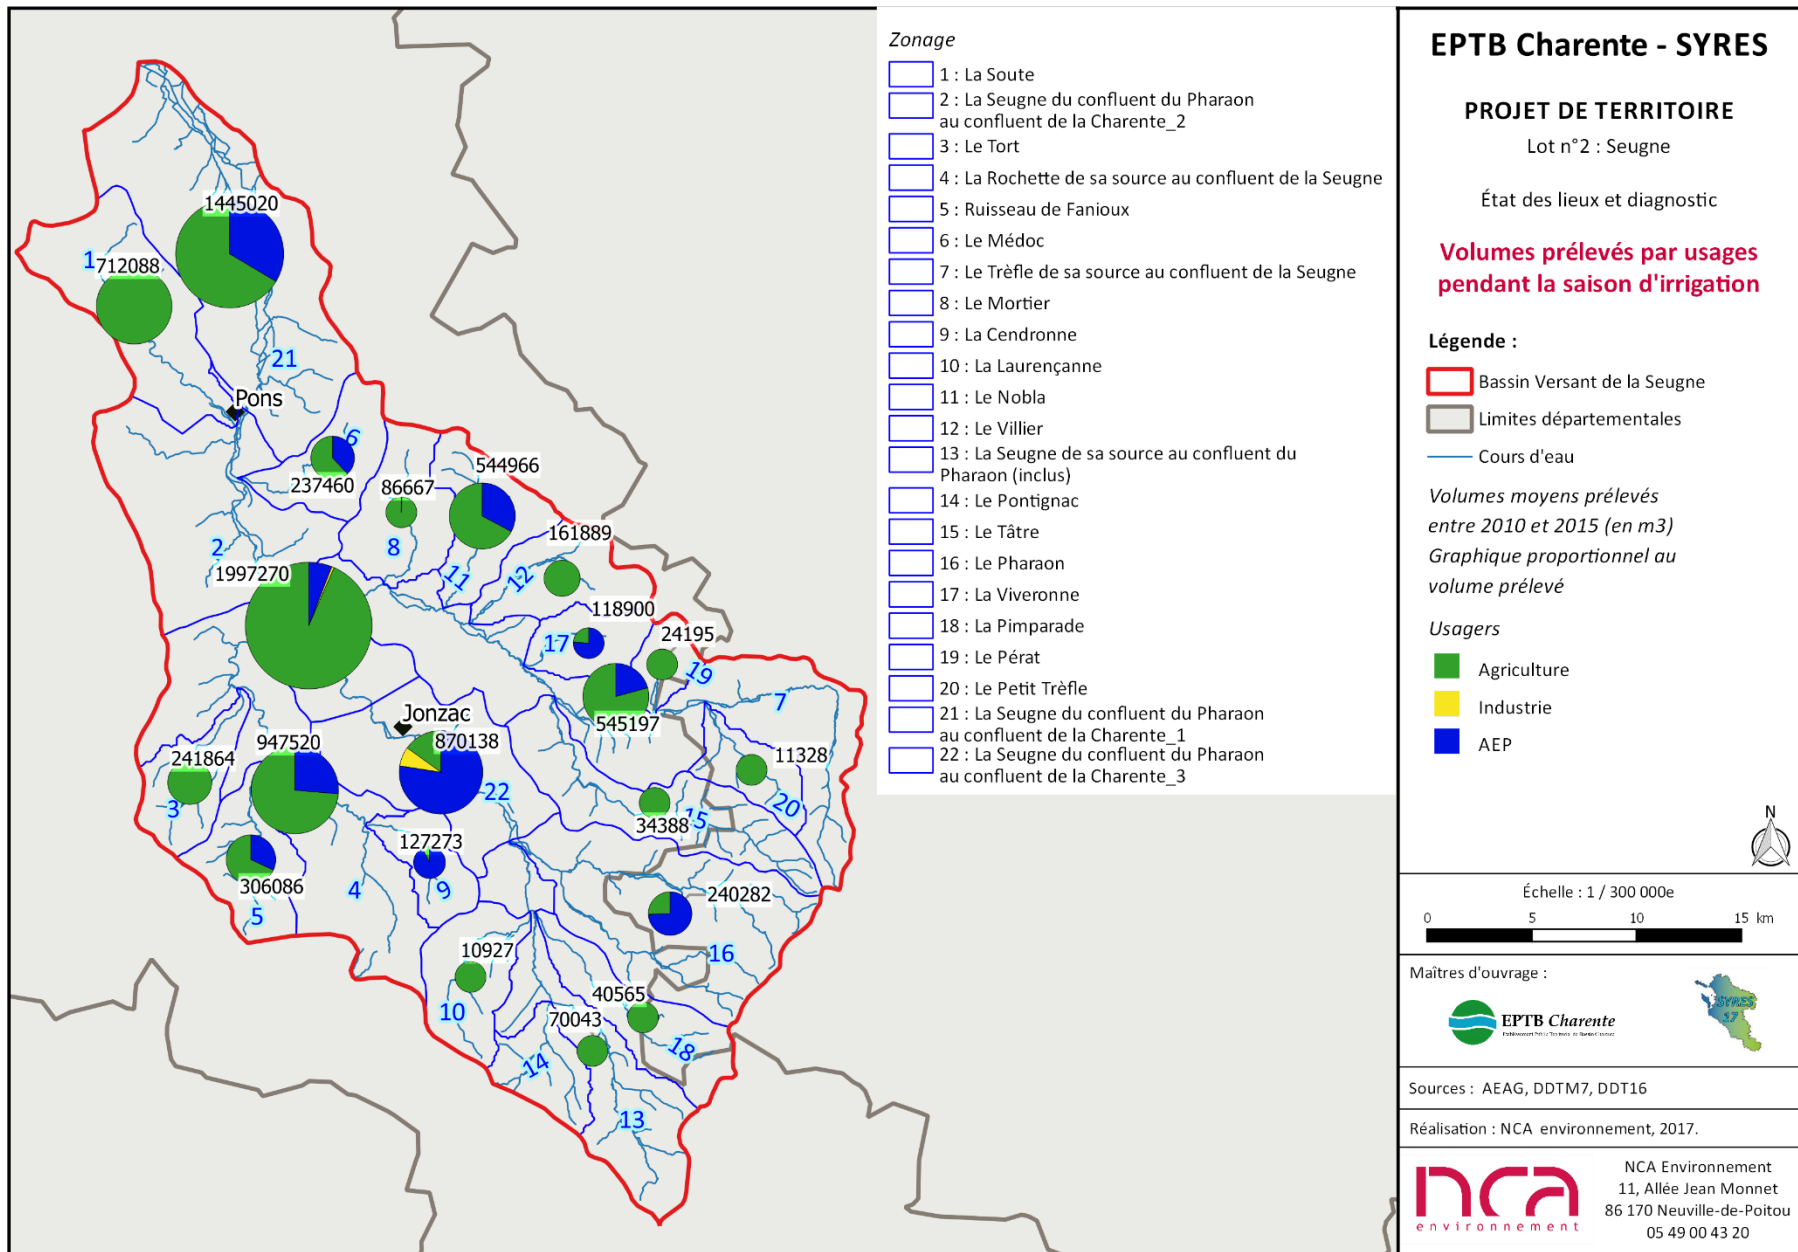 1445020
1
712088
21
Pons
6
237460
86667
544966
161889
2
8
11
12
1997270
118900
17
24195
19
7
545197
Jonzac
870138
947520
241864
3
22
11328
20
34388
15
127273
306086
5
4
9
240282
16
10927
10
40565
70043
14
18
13
Zonage
1 : La Soute
2 : La Seugne du confluent du Pharaon
au confluent de la Charente_2
3 : Le Tort
4 : La Rochette de sa source au confluent de la Seugne
5 : Ruisseau de Fanioux
6 : Le Médoc
7 : Le Trèfle de sa source au confluent de la Seugne
8 : Le Mortier
9 : La Cendronne
10 : La Laurençanne
11 : Le Nobla
12 : Le Villier
13 : La Seugne de sa source au confluent du
Pharaon (inclus)
14 : Le Pontignac
15 : Le Tâtre
16 : Le Pharaon
17 : La Viveronne
18 : La Pimparade
19 : Le Pérat
20 : Le Petit Trèfle
21 : La Seugne du confluent du Pharaon
au confluent de la Charente_1
22 : La Seugne du confluent du Pharaon
au confluent de la Charente_3
EPTB Charente - SYRES
PROJET DE TERRITOIRE
Lot n°2 : Seugne
État des lieux et diagnostic
Volumes prélevés par usages
pendant la saison d'irrigation
Légende :
Bassin Versant de la Seugne
Limites départementales
Cours d'eau
Volumes moyens prélevés
entre 2010 et 2015 (en m3)
Graphique proportionnel au
volume prélevé
Usagers
Agriculture
Industrie
AEP
N
Échelle : 1 / 300 000e
0 5 10 15 km
Maîtres d'ouvrage :
EPTB Charente
SYRES
17
Sources : AEAG, DDTM7, DDT16
Réalisation : NCA environnement, 2017.
nca
environnement
NCA Environnement
11, Allée Jean Monnet
86 170 Neuville-de-Poitou
05 49 00 43 20